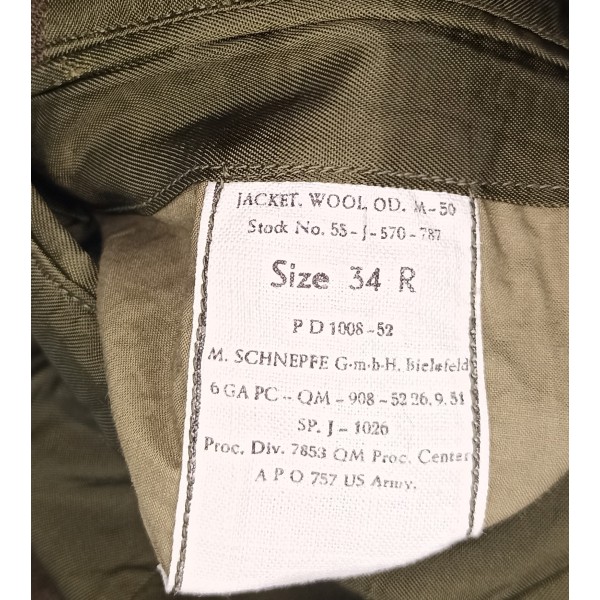 JACKET. WOOL OD. M-50
Stock No. 55-J-570-787
Size 34 R
P D 1008-52
M. SCHNEPFE G·m·b·H. Bielefeld
6 GA PC - QM - 908 - 52 26.9.51
SP. J - 1026
Proc. Div. 7853 QM Proc. Center
A P O 757 US Army.